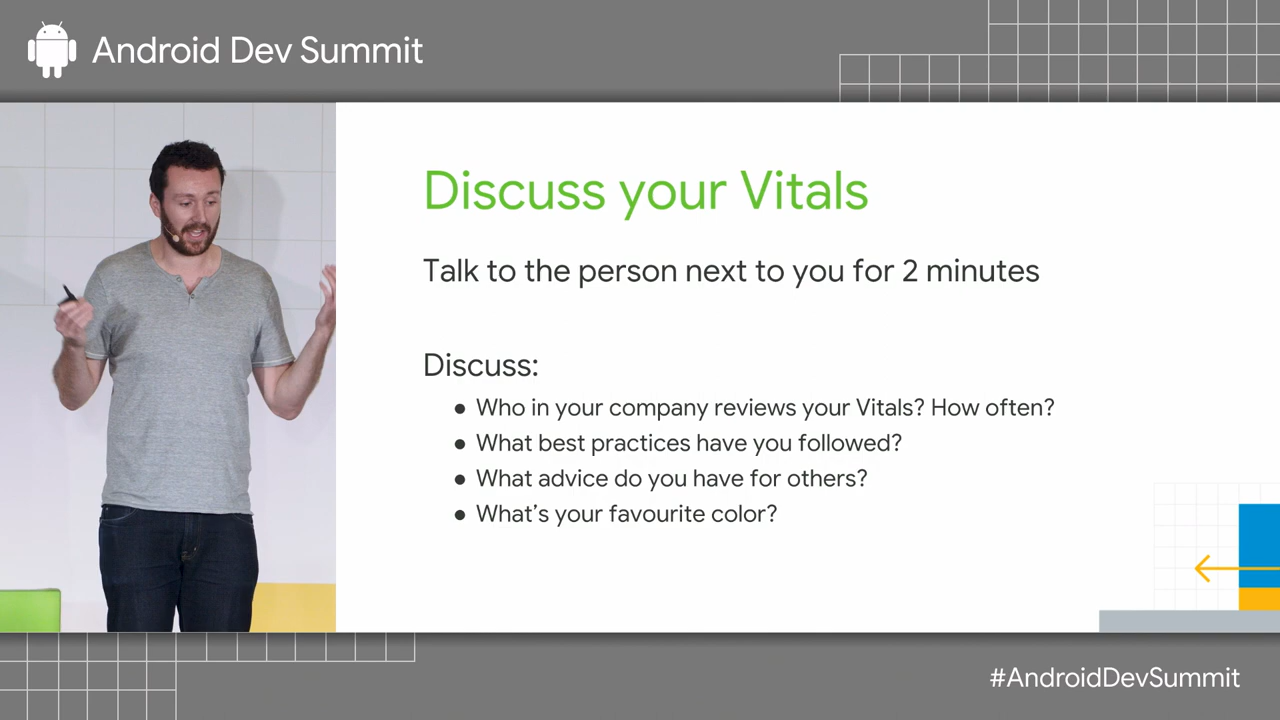 Android Dev Summit
Discuss your Vitals
Talk to the person next to you for 2 minutes
Discuss:
● Who in your company reviews your Vitals? How often?
● What best practices have you followed?
● What advice do you have for others?
● What's your favourite color?
#AndroidDevSummit